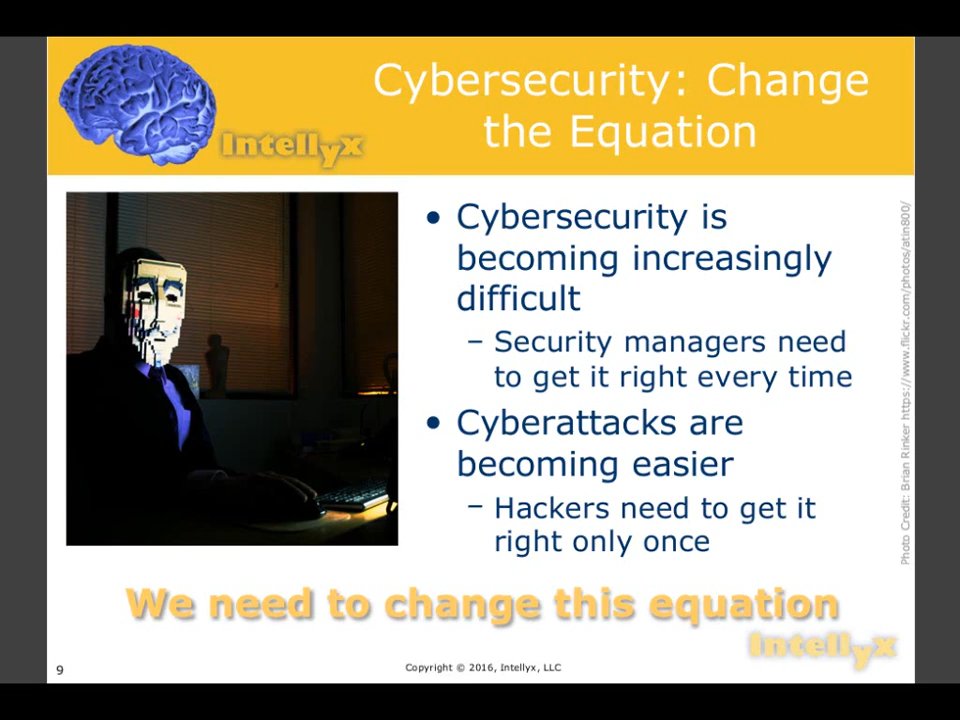 Cybersecurity: Change
the Equation
Intellyx
• Cybersecurity is
becoming increasingly
difficult
– Security managers need
to get it right every time
• Cyberattacks are
becoming easier
– Hackers need to get it
right only once
Photo Credit: Brian Rinker https://www.flickr.com/photos/atin800/
We need to change this equation
Intellyx
9
Copyright © 2016, Intellyx, LLC